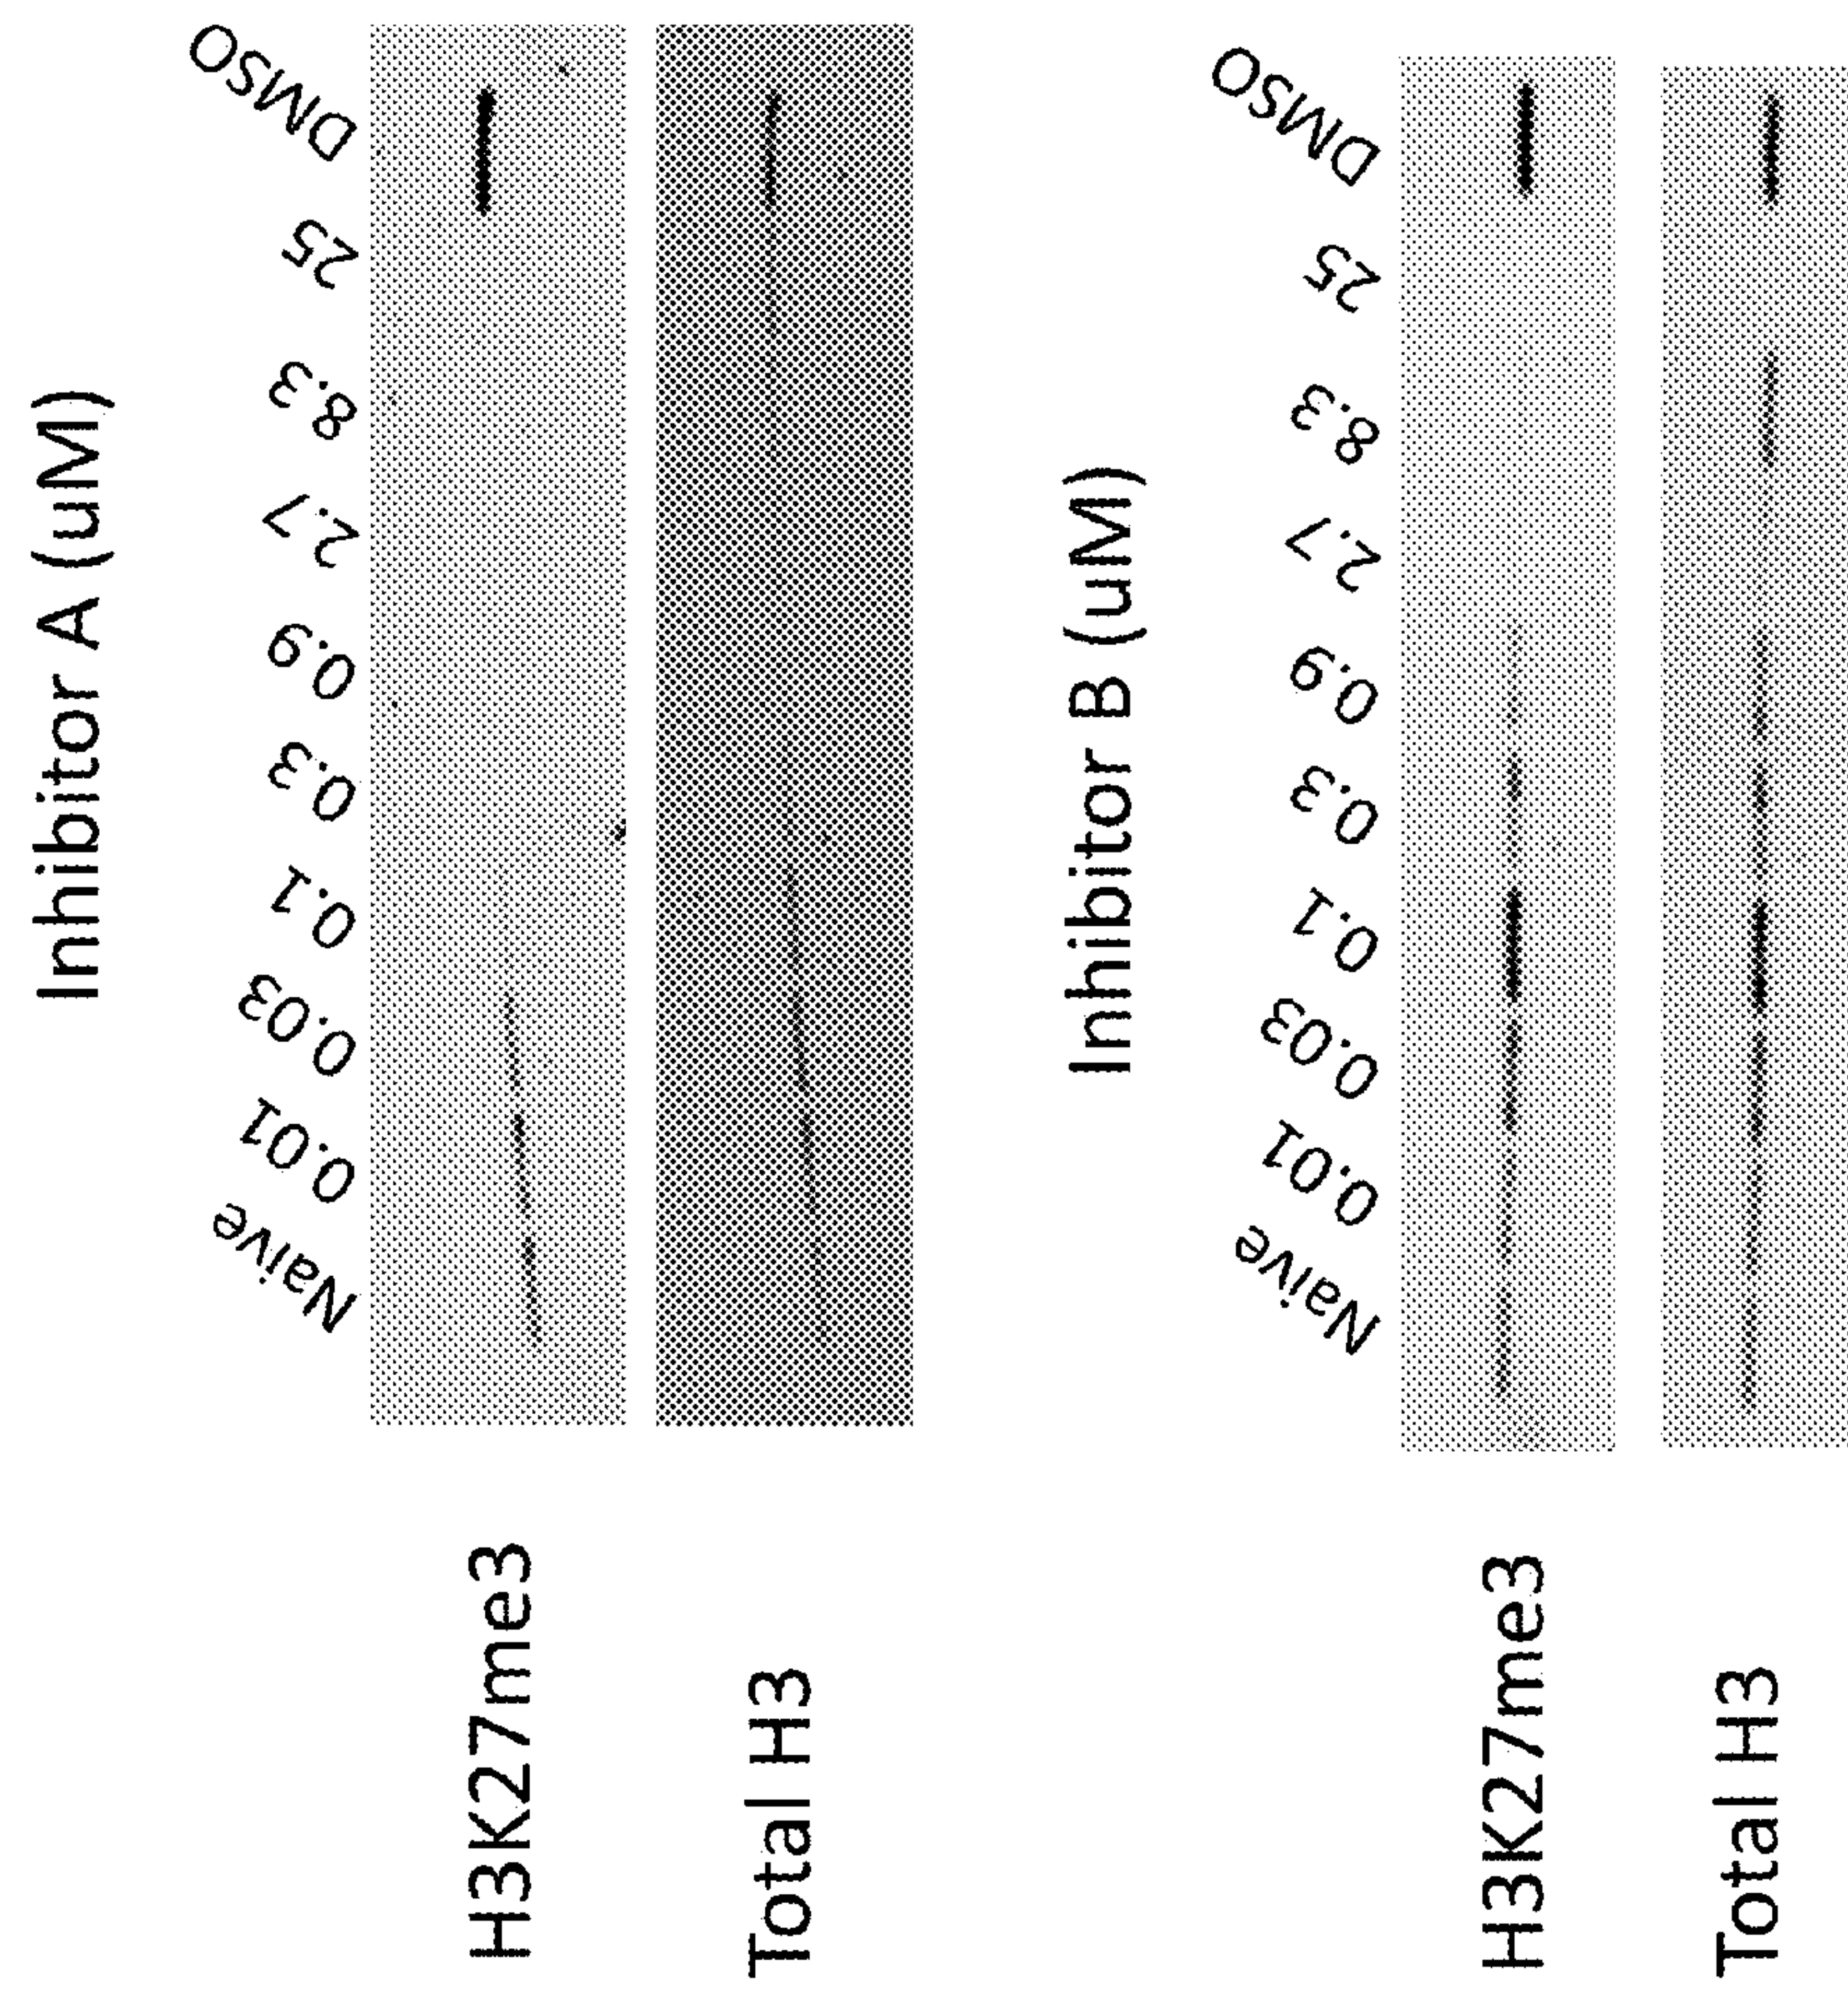 Inhibitor A (uM)
Naive 0.01 0.03 0.1 0.3 0.9 2.7 8.3 25 DMSO
H3K27me3
Total H3
Inhibitor B (uM)
Naive 0.01 0.03 0.1 0.3 0.9 2.7 8.3 25 DMSO
H3K27me3
Total H3